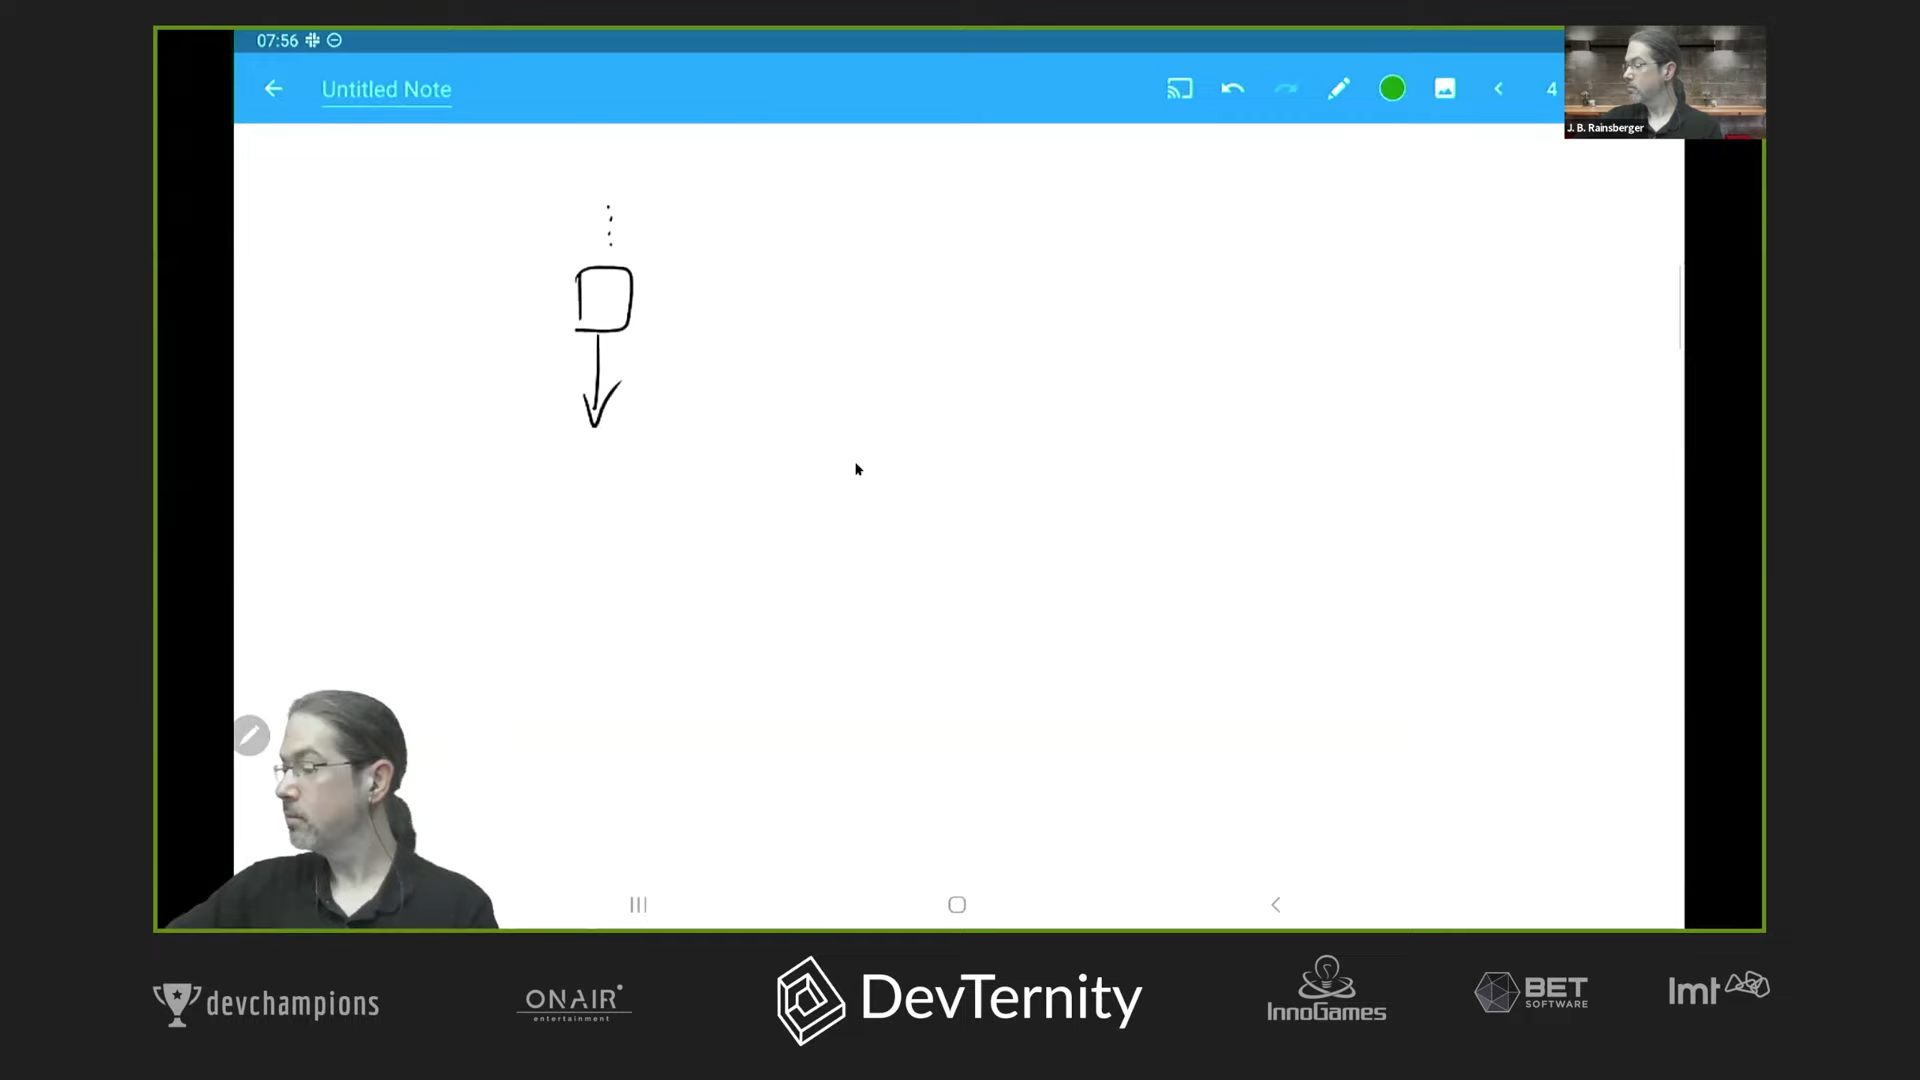 07:56
Untitled Note
4
J. B. Rainsberger
devchampions
ONAIR
entertainment
DevTernity
InnoGames
BET
SOFTWARE
lmt